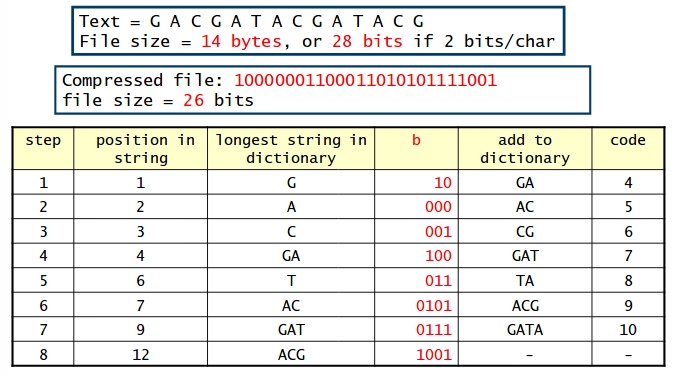 Text = G A C G A T A C G A T A C G
File size = 14 bytes, or 28 bits if 2 bits/char
Compressed file: 10000001100011010101111001
file size = 26 bits
step position in string longest string in dictionary b add to dictionary code
1 1 G 10 GA 4
2 2 A 000 AC 5
3 3 C 001 CG 6
4 4 GA 100 GAT 7
5 6 T 011 TA 8
6 7 AC 0101 ACG 9
7 9 GAT 0111 GATA 10
8 12 ACG 1001 – –